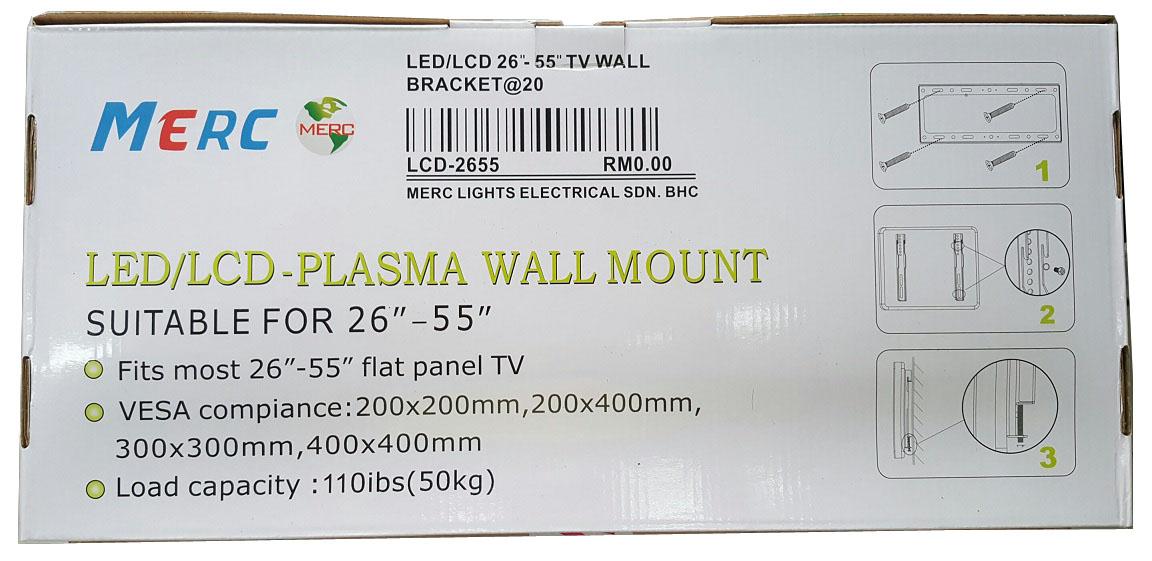 LED/LCD 26"- 55" TV WALL
BRACKET@20
MERC
MERC
LCD-2655 RM0.00
MERC LIGHTS ELECTRICAL SDN. BHC
LED/LCD-PLASMA WALL MOUNT
SUITABLE FOR 26”–55”
Fits most 26”-55” flat panel TV
VESA compiance:200x200mm,200x400mm,
300x300mm,400x400mm
Load capacity :110ibs(50kg)
1
2
3